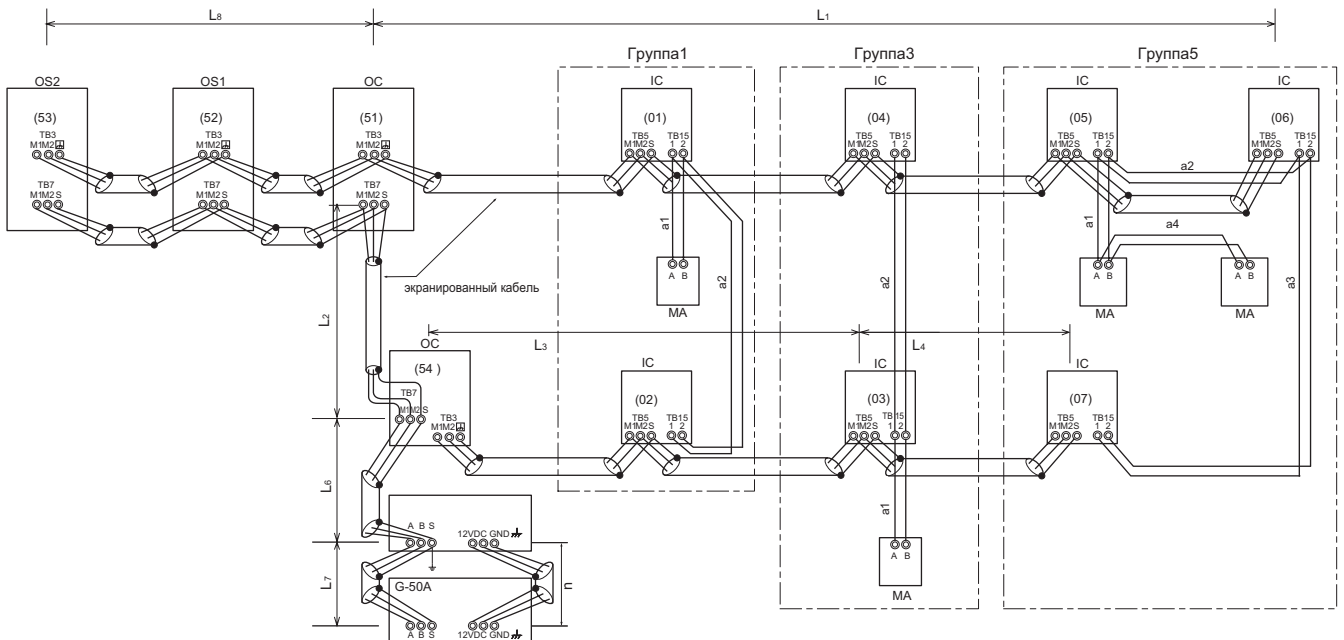 L8
L1
Группа1
Группа3
Группа5
OS2
OS1
OC
IC
IC
IC
IC
(53)
(52)
(51)
(01)
(04)
(05)
(06)
TB3
M1M2
TB3
M1M2
TB3
M1M2
TB5
M1M2S
TB15
1 2
TB5
M1M2S
TB15
1 2
TB5
M1M2S
TB15
1 2
TB5
M1M2S
TB15
1 2
TB7
M1M2S
TB7
M1M2S
TB7
M1M2S
a2
a1
a2
a2
a1
a4
a3
A B
MA
A B
MA
A B
MA
экранированный кабель
L2
L3
L4
OC
IC
IC
IC
(54 )
(02)
(03)
(07)
TB7
M1M2S
TB3
M1M2
TB5
M1M2S
TB15
1 2
TB5
M1M2S
TB15
1 2
TB5
M1M2S
TB15
1 2
L6
a1
A B S
12VDC GND
A B
MA
L7
n
G-50A
A B S
12VDC GND